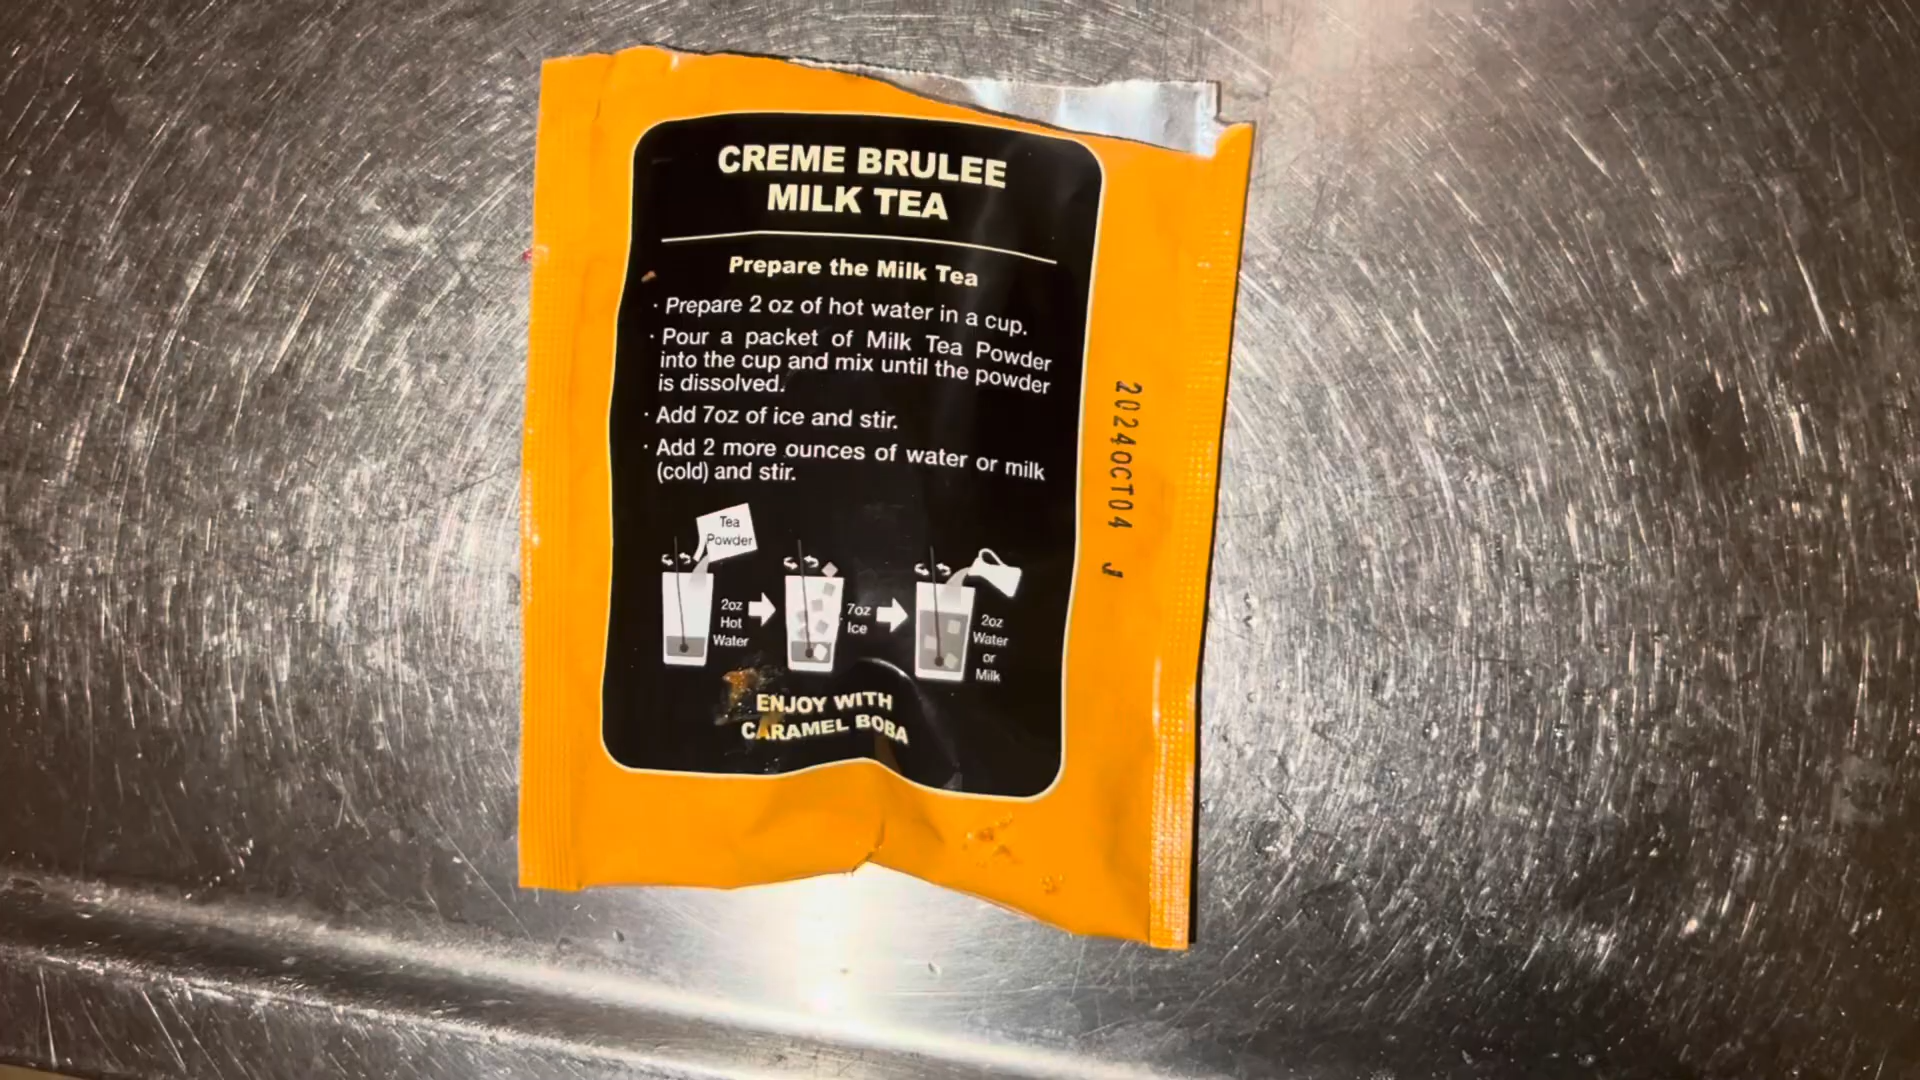 CREME BRULEE
MILK TEA
Prepare the Milk Tea
· Prepare 2 oz of hot water in a cup.
· Pour a packet of Milk Tea Powder
into the cup and mix until the powder
is dissolved.
· Add 7oz of ice and stir.
· Add 2 more ounces of water or milk
(cold) and stir.
Tea
Powder
2oz
Hot
Water
7oz
Ice
2oz
Water
or
Milk
ENJOY WITH
CARAMEL BOBA
2024OCT04 J